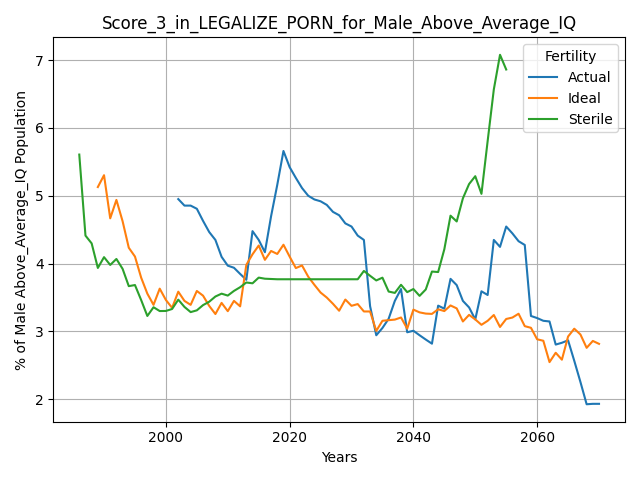 Score_3_in_LEGALIZE_PORN_for_Male_Above_Average_IQ
% of Male Above_Average_IQ Population
7
6
5
4
3
2
2000
2020
2040
2060
Years
Fertility
Actual
Ideal
Sterile